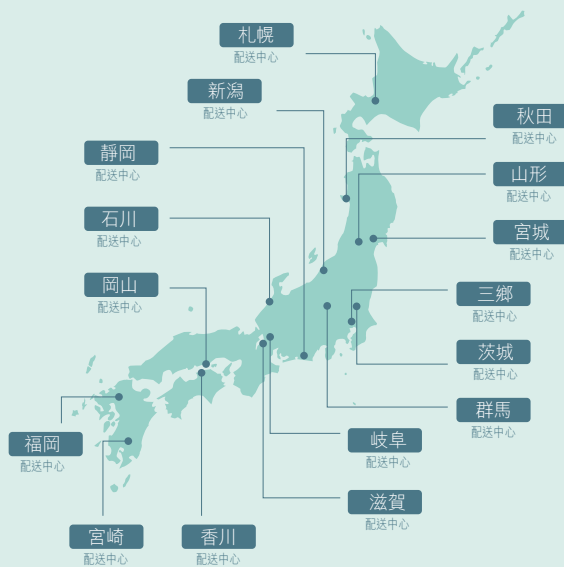 札幌
配送中心
新潟
配送中心
秋田
配送中心
靜岡
配送中心
山形
配送中心
石川
配送中心
宮城
配送中心
岡山
配送中心
三鄉
配送中心
茨城
配送中心
群馬
配送中心
福岡
配送中心
岐阜
配送中心
滋賀
配送中心
宮崎
配送中心
香川
配送中心